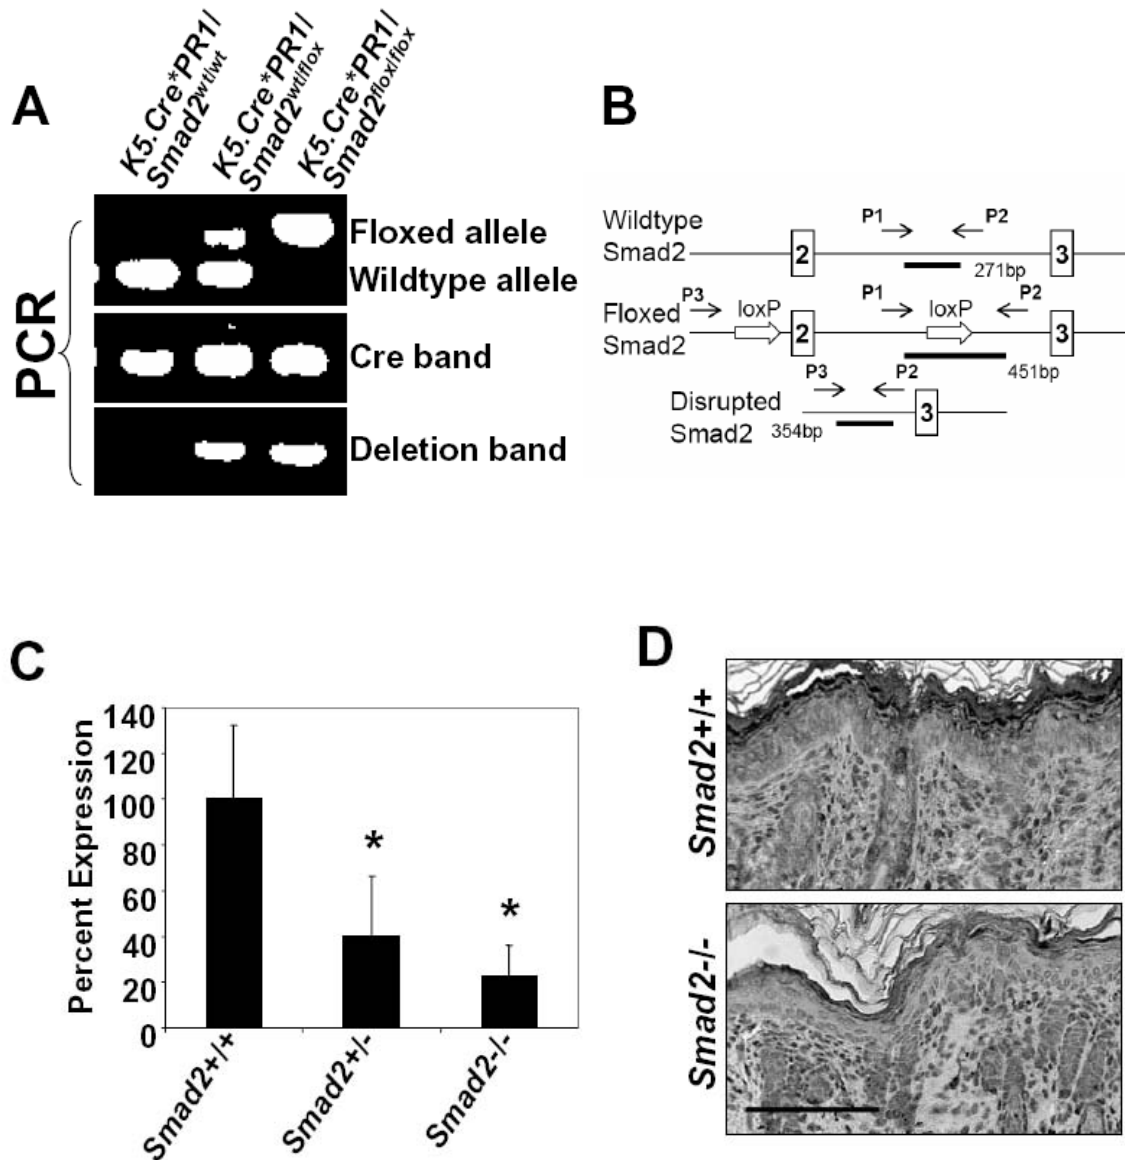 A
K5.Cre*PR1/
Smad2wt/wt
K5.Cre*PR1/
Smad2wt/flox
K5.Cre*PR1/
Smad2flox/flox
PCR
Floxed allele
Wildtype allele
Cre band
Deletion band
B
Wildtype
Smad2
P1
P2
2
3
271bp
Floxed
Smad2
P3
loxP
2
P1
loxP
P2
3
451bp
Disrupted
Smad2
P3
P2
3
354bp
C
Percent Expression
140
120
100
80
60
40
20
0
*
*
Smad2+/+
Smad2+/-
Smad2-/-
D
Smad2+/+
Smad2-/-